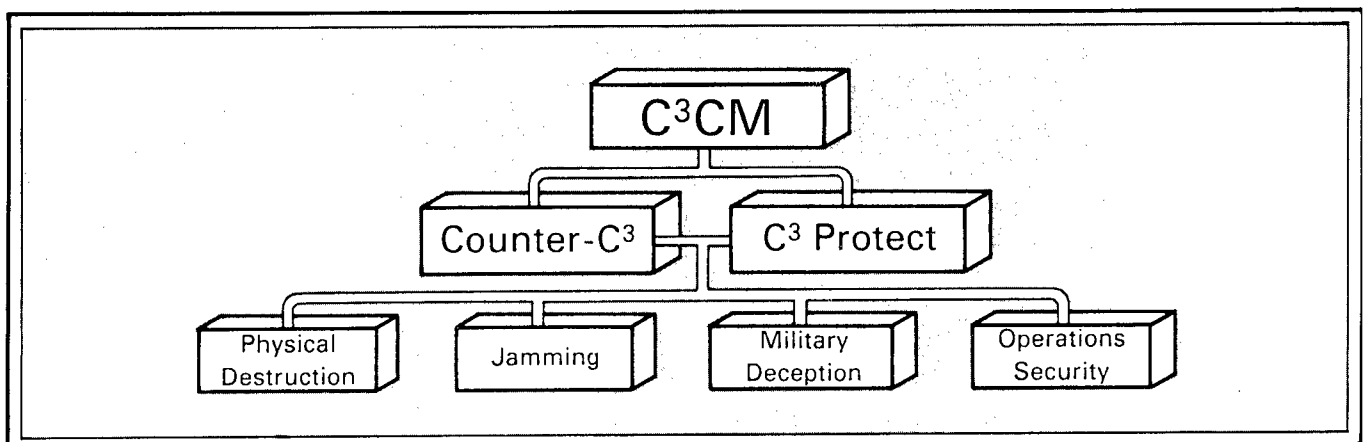 C³CM
Counter-C³
C³ Protect
Physical
Destruction
Jamming
Military
Deception
Operations
Security